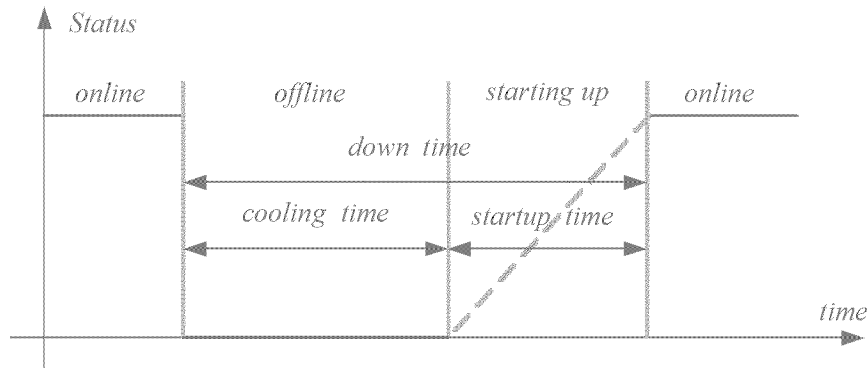 Status
online offline starting up online
down time
cooling time startup time
time